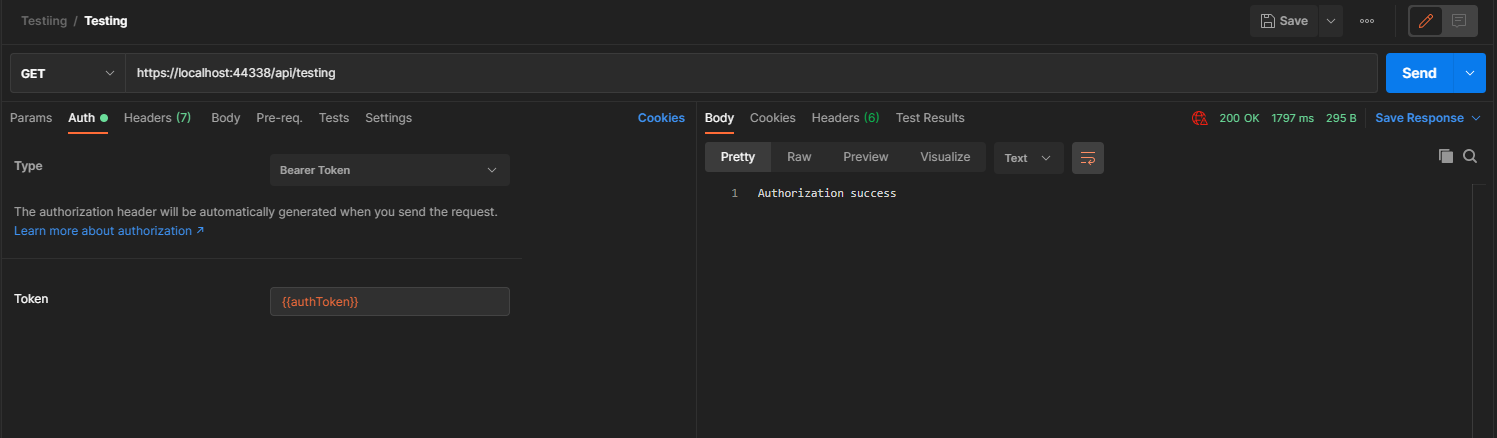 Testiing / Testing
Save
GET
https://localhost:44338/api/testing
Send
Params Auth Headers (7) Body Pre-req. Tests Settings Cookies
Body Cookies Headers (6) Test Results 200 OK 1797 ms 295 B Save Response
Type
Bearer Token
Pretty Raw Preview Visualize Text
1 Authorization success
The authorization header will be automatically generated when you send the request.
Learn more about authorization ↗
Token
{{authToken}}